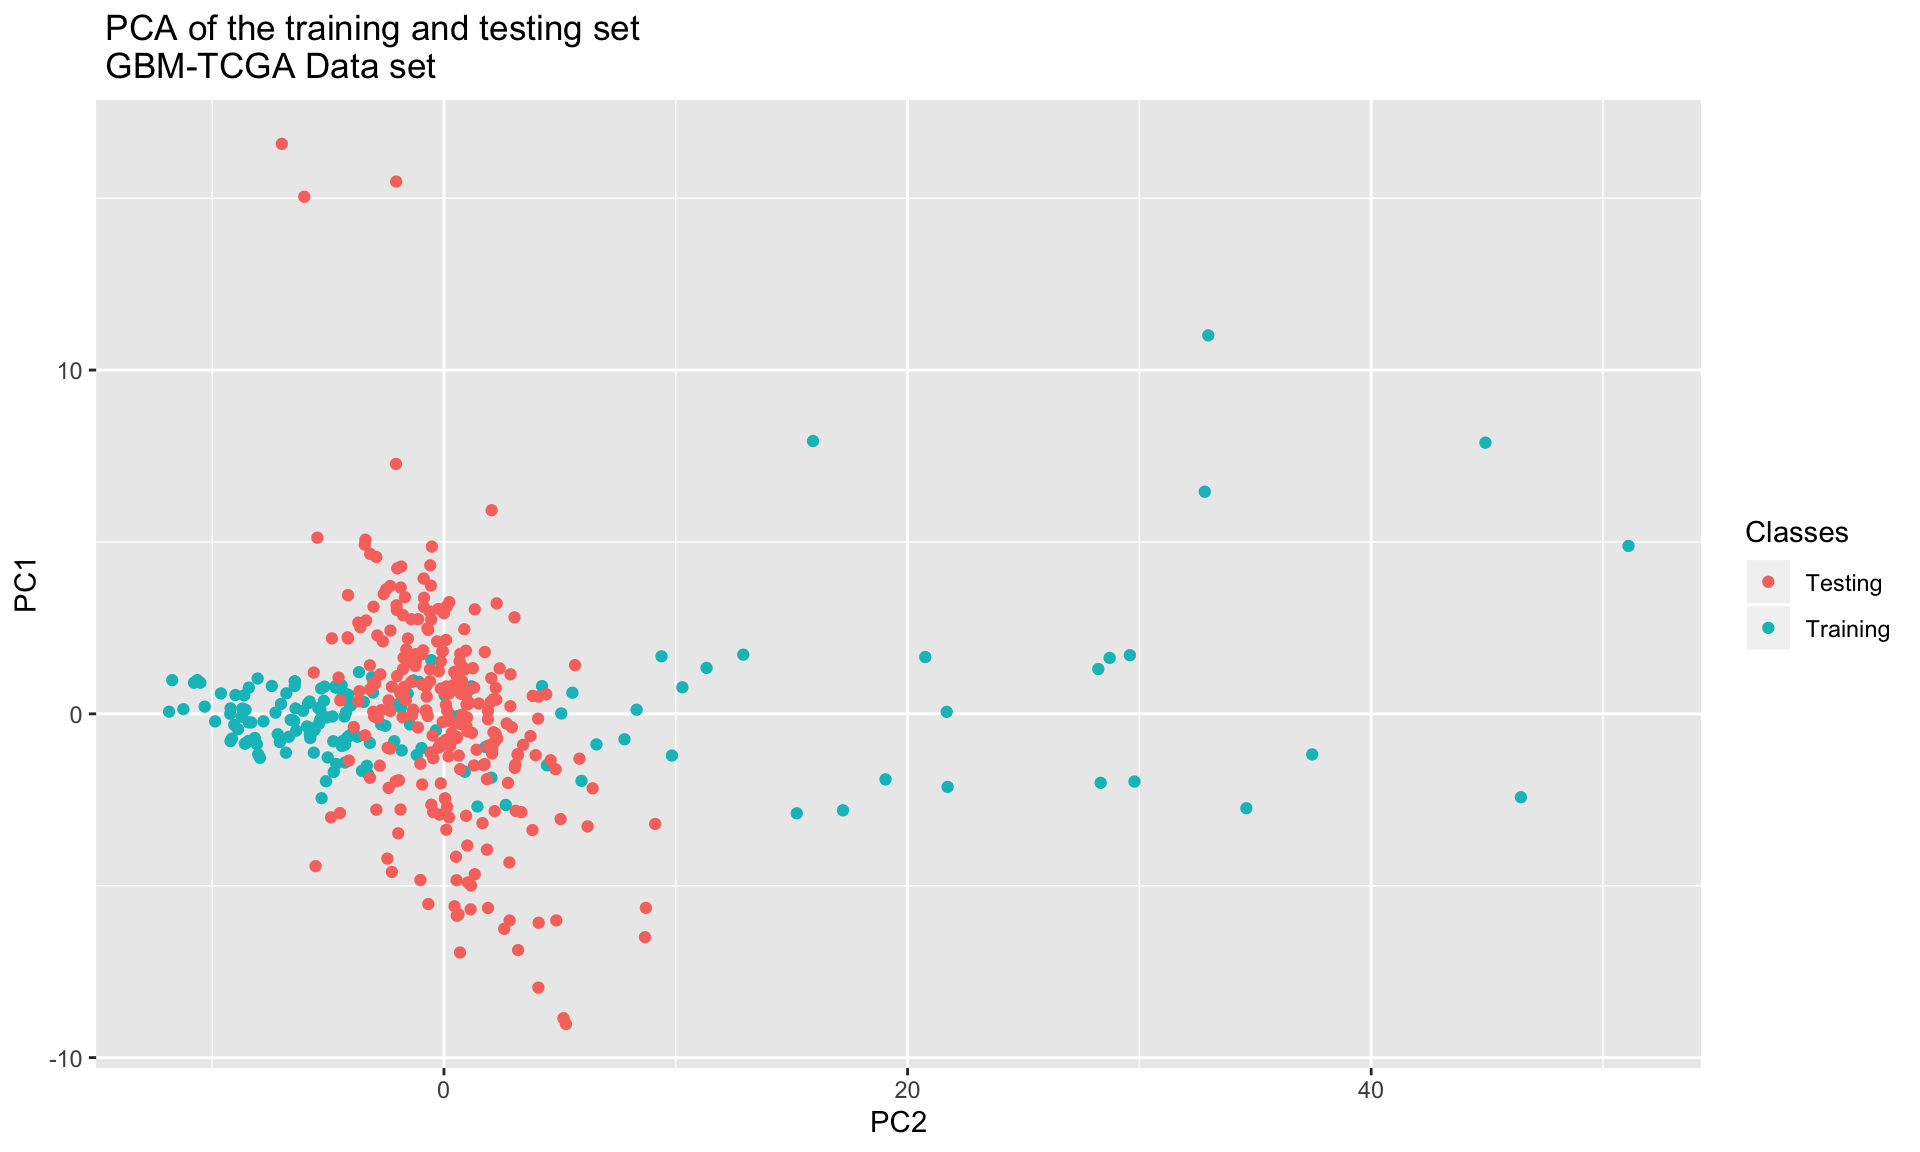 PCA of the training and testing set
GBM-TCGA Data set
PC1
10
0
-10
0
20
40
PC2
Classes
Testing
Training